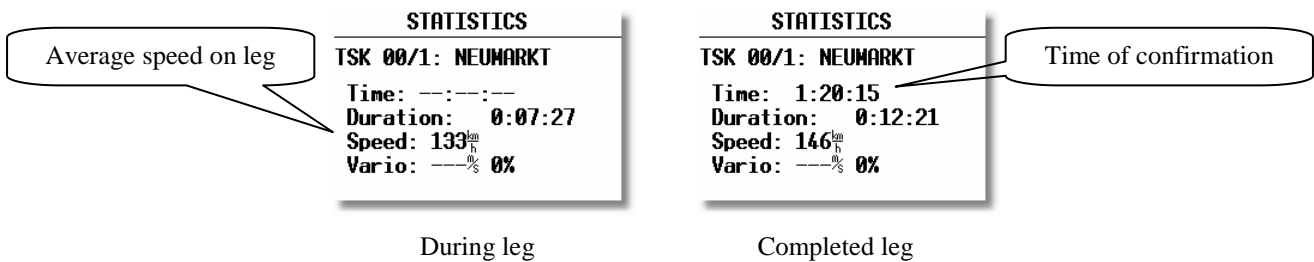 Average speed on leg
STATISTICS
TSK 00/1: NEUMARKT
Time: --:--:--
Duration: 0:07:27
Speed: 133km/h
Vario: ---m/s 0%
During leg
STATISTICS
TSK 00/1: NEUMARKT
Time: 1:20:15
Duration: 0:12:21
Speed: 146km/h
Vario: ---m/s 0%
Completed leg
Time of confirmation